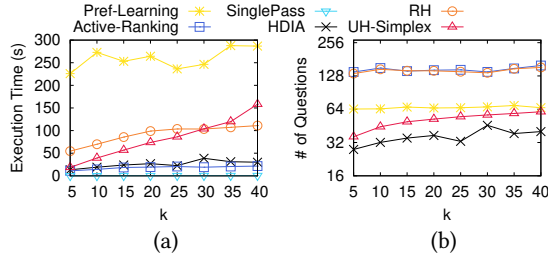 Pref-Learning SinglePass RH
Active-Ranking HDIA UH-Simplex
Execution Time (s)
300
250
200
150
100
50
0
5 10 15 20 25 30 35 40
k
(a)
# of Questions
256
128
64
32
16
5 10 15 20 25 30 35 40
k
(b)